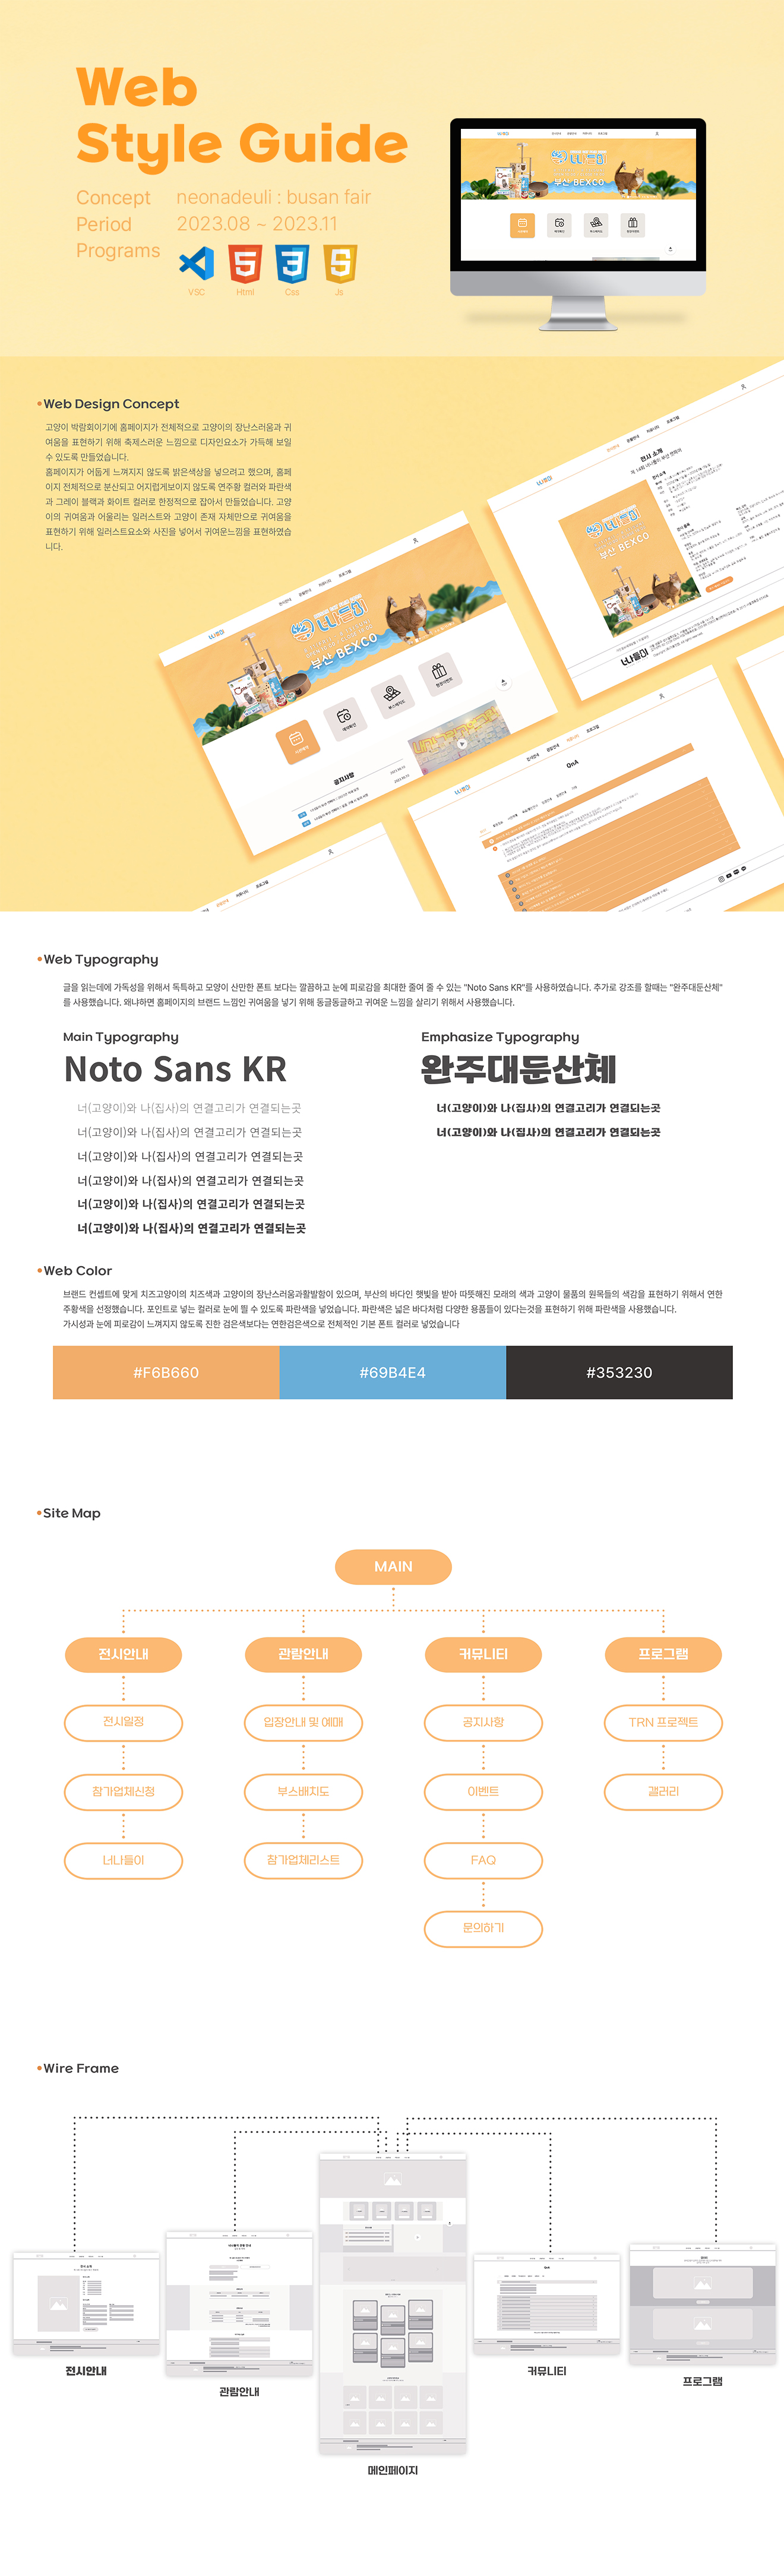 Web
Style Guide
Concept neonadeuli : busan fair
Period 2023.08 ~ 2023.11
Programs
VSC Html Css Js
Web Design Concept
고양이 박람회이기에 홈페이지가 전체적으로 고양이의 장난스러움과 귀
여움을 표현하기 위해 축제스러운 느낌으로 디자인요소가 가득해 보일
수 있도록 만들었습니다.
홈페이지가 어둡게 느껴지지 않도록 밝은색상을 넣으려고 했으며, 홈페
이지 전체적으로 분산되고 어지럽게보이지 않도록 연주황 컬러와 파란색
과 그레이 블랙과 화이트 컬러로 한정적으로 잡아서 만들었습니다. 고양
이의 귀여움과 어울리는 일러스트와 고양이 존재 자체만으로 귀여움을
표현하기 위해 일러스트요소와 사진을 넣어서 귀여운느낌을 표현하였습
니다.
전시 소개
너나들이
부산 BEXCO
공지사항
QnA
Web Typography
글을 읽는데에 가독성을 위해서 독특하고 모양이 산만한 폰트 보다는 깔끔하고 눈에 피로감을 최대한 줄여 줄 수 있는 "Noto Sans KR"를 사용하였습니다. 추가로 강조를 할때는 "완주대둔산체"
를 사용했습니다. 왜냐하면 홈페이지의 브랜드 느낌인 귀여움을 넣기 위해 동글동글하고 귀여운 느낌을 살리기 위해서 사용했습니다.
Main Typography
Noto Sans KR
너(고양이)와 나(집사)의 연결고리가 연결되는곳
너(고양이)와 나(집사)의 연결고리가 연결되는곳
너(고양이)와 나(집사)의 연결고리가 연결되는곳
너(고양이)와 나(집사)의 연결고리가 연결되는곳
너(고양이)와 나(집사)의 연결고리가 연결되는곳
너(고양이)와 나(집사)의 연결고리가 연결되는곳
Emphasize Typography
완주대둔산체
너(고양이)와 나(집사)의 연결고리가 연결되는곳
너(고양이)와 나(집사)의 연결고리가 연결되는곳
Web Color
브랜드 컨셉트에 맞게 치즈고양이의 치즈색과 고양이의 장난스러움과활발함이 있으며, 부산의 바다인 햇빛을 받아 따뜻해진 모래의 색과 고양이 물품의 원목들의 색감을 표현하기 위해서 연한
주황색을 선정했습니다. 포인트로 넣는 컬러로 눈에 띌 수 있도록 파란색을 넣었습니다. 파란색은 넓은 바다처럼 다양한 용품들이 있다는것을 표현하기 위해 파란색을 사용했습니다.
가시성과 눈에 피로감이 느껴지지 않도록 진한 검은색보다는 연한검은색으로 전체적인 기본 폰트 컬러로 넣었습니다
#F6B660 #69B4E4 #353230
Site Map
MAIN
전시안내 관람안내 커뮤니티 프로그램
전시일정 입장안내 및 예매 공지사항 TRN 프로젝트
참가업체신청 부스배치도 이벤트 갤러리
너나들이 참가업체리스트 FAQ
문의하기
Wire Frame
전시안내
관람안내
메인페이지
커뮤니티
프로그램